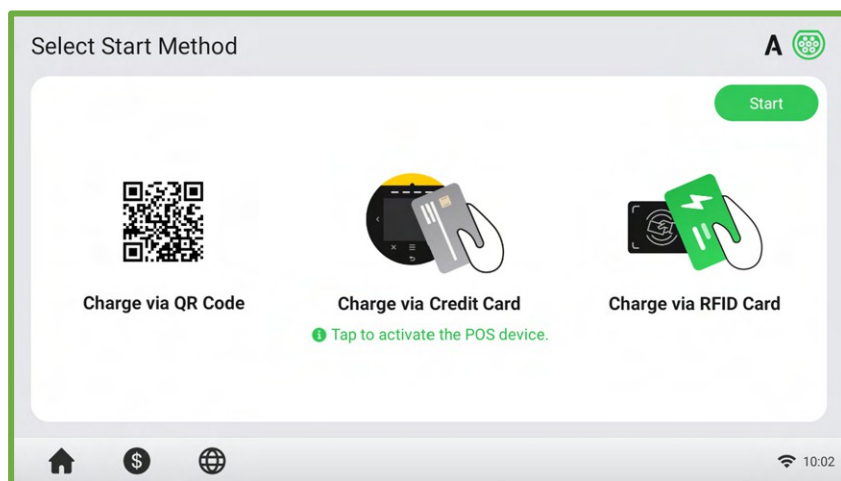 Select Start Method
A
Start
Charge via QR Code
Charge via Credit Card
Charge via RFID Card
Tap to activate the POS device.
10:02